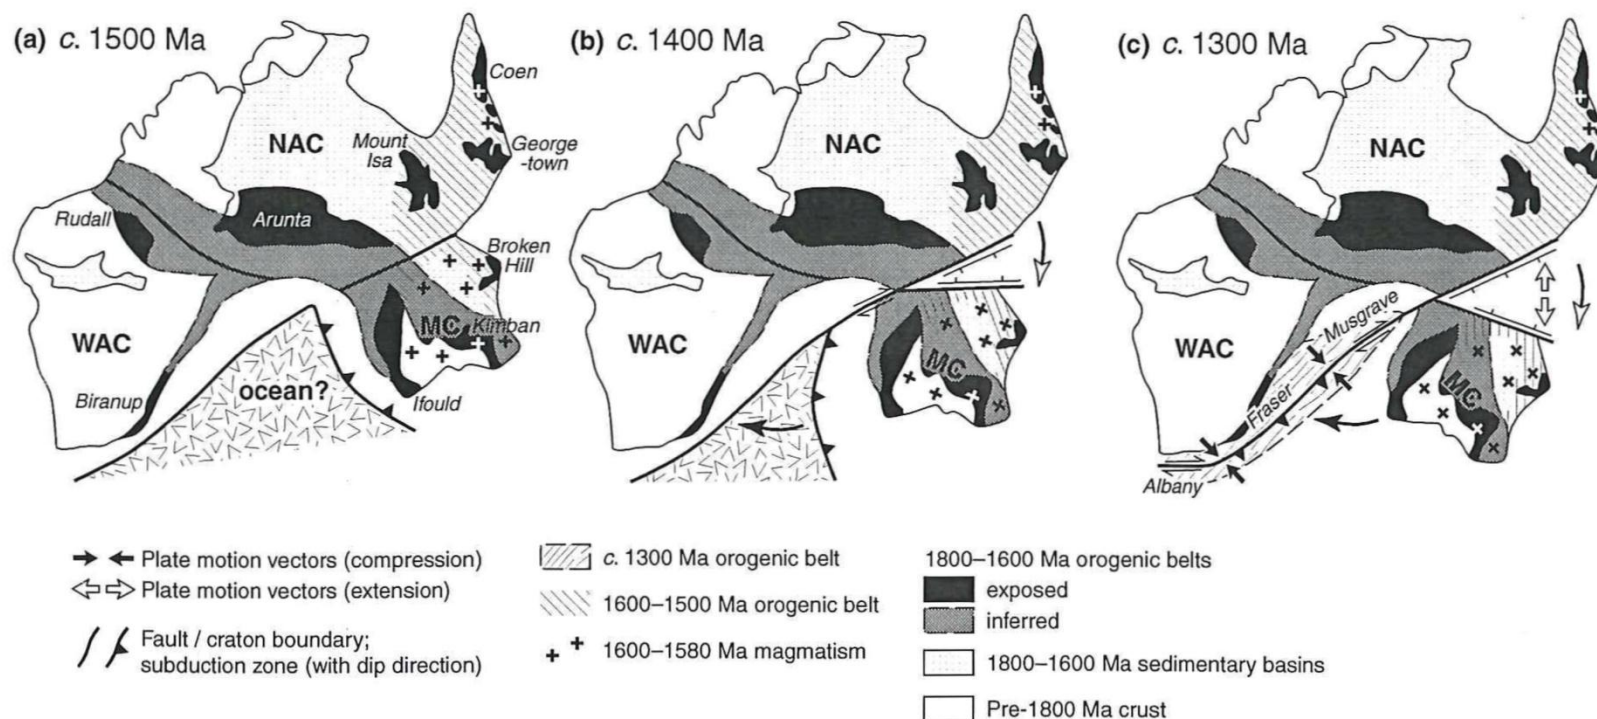 (a) c. 1500 Ma
Coen
NAC
Mount
Isa
George
-town
Rudall
Arunta
Broken
Hill
WAC
MC
Kimban
ocean?
Biranup
Ifould
(b) c. 1400 Ma
NAC
WAC
MC
(c) c. 1300 Ma
NAC
WAC
Musgrave
MC
Fraser
Albany
Plate motion vectors (compression)
Plate motion vectors (extension)
Fault / craton boundary;
subduction zone (with dip direction)
c. 1300 Ma orogenic belt
1600–1500 Ma orogenic belt
1600–1580 Ma magmatism
1800–1600 Ma orogenic belts
exposed
inferred
1800–1600 Ma sedimentary basins
Pre-1800 Ma crust